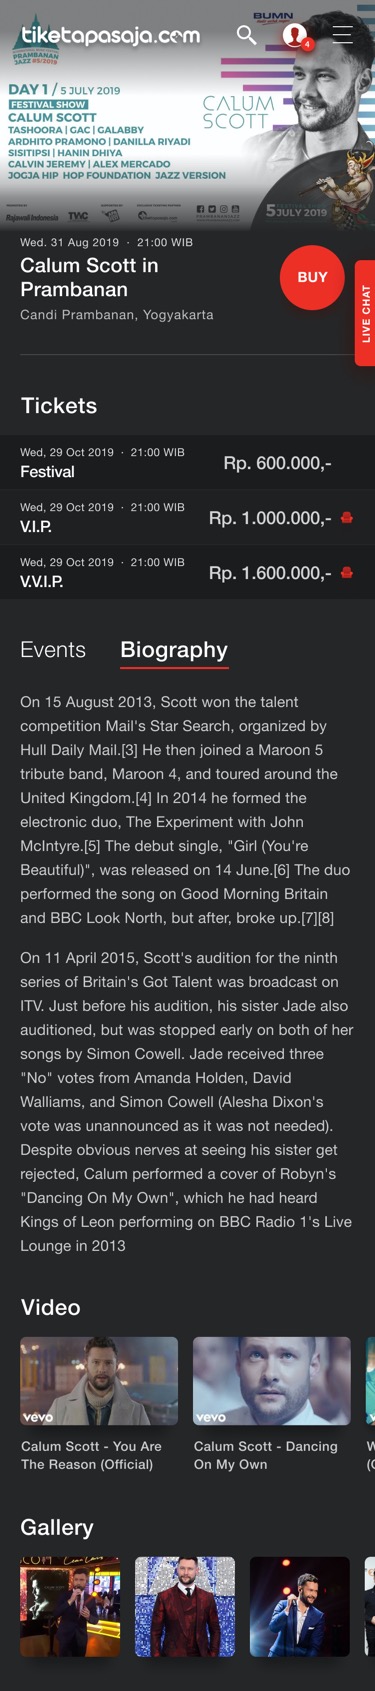 BUMN
tiketapasaja.com
4
PRAMBANAN
JAZZ #5/2019
DAY 1 / 5 JULY 2019
FESTIVAL SHOW
CALUM SCOTT
TASHOORA | GAC | GALABBY
ARDHITO PRAMONO | DANILLA RIYADI
SISITIPSI | HANIN DHIYA
CALVIN JEREMY | ALEX MERCADO
JOGJA HIP HOP FOUNDATION JAZZ VERSION
CALUM
SCOTT
Rajawali Indonesia
TWC
5 JULY 2019
Wed. 31 Aug 2019 · 21:00 WIB
Calum Scott in
Prambanan
Candi Prambanan, Yogyakarta
BUY
LIVE CHAT
Tickets
Wed, 29 Oct 2019 · 21:00 WIB
Festival
Rp. 600.000,-
Wed, 29 Oct 2019 · 21:00 WIB
V.I.P.
Rp. 1.000.000,-
Wed, 29 Oct 2019 · 21:00 WIB
V.V.I.P.
Rp. 1.600.000,-
Events
Biography
On 15 August 2013, Scott won the talent
competition Mail's Star Search, organized by
Hull Daily Mail.[3] He then joined a Maroon 5
tribute band, Maroon 4, and toured around the
United Kingdom.[4] In 2014 he formed the
electronic duo, The Experiment with John
McIntyre.[5] The debut single, "Girl (You're
Beautiful)", was released on 14 June.[6] The duo
performed the song on Good Morning Britain
and BBC Look North, but after, broke up.[7][8]
On 11 April 2015, Scott's audition for the ninth
series of Britain's Got Talent was broadcast on
ITV. Just before his audition, his sister Jade also
auditioned, but was stopped early on both of her
songs by Simon Cowell. Jade received three
"No" votes from Amanda Holden, David
Walliams, and Simon Cowell (Alesha Dixon's
vote was unannounced as it was not needed).
Despite obvious nerves at seeing his sister get
rejected, Calum performed a cover of Robyn's
"Dancing On My Own", which he had heard
Kings of Leon performing on BBC Radio 1's Live
Lounge in 2013
Video
vevo
vevo
Calum Scott - You Are
The Reason (Official)
Calum Scott - Dancing
On My Own
Gallery